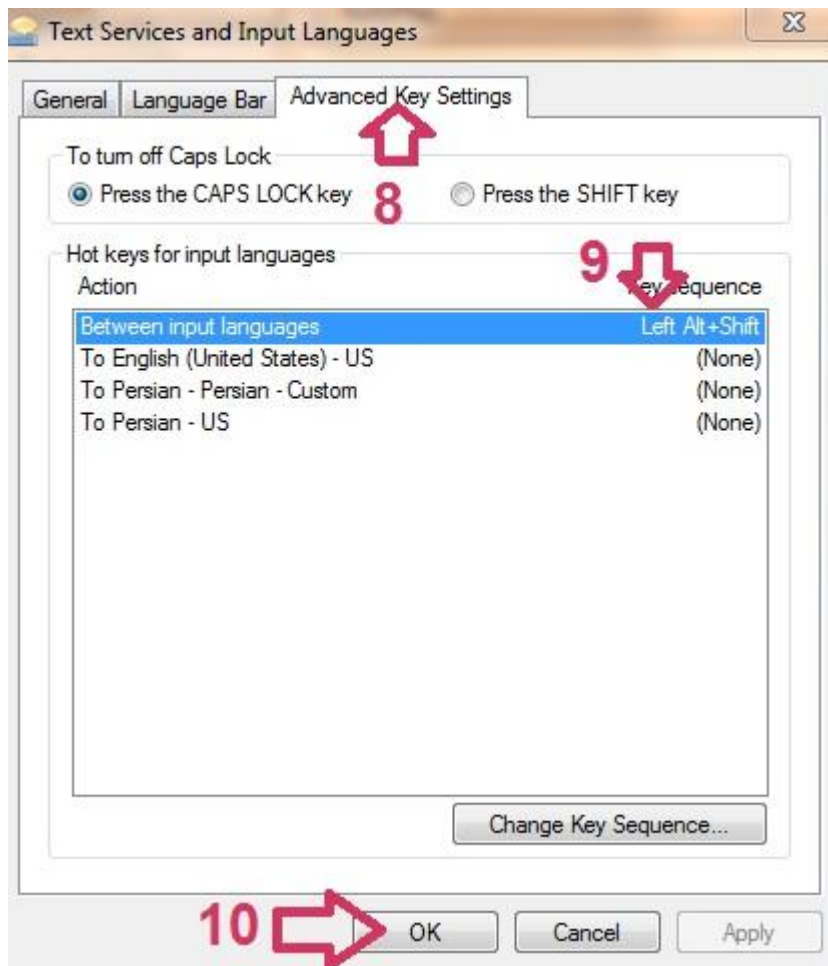 Text Services and Input Languages
General Language Bar Advanced Key Settings
To turn off Caps Lock
Press the CAPS LOCK key 8 Press the SHIFT key
Hot keys for input languages 9
Action Key sequence
Between input languages Left Alt+Shift
To English (United States) - US (None)
To Persian - Persian - Custom (None)
To Persian - US (None)
Change Key Sequence...
10 OK Cancel Apply